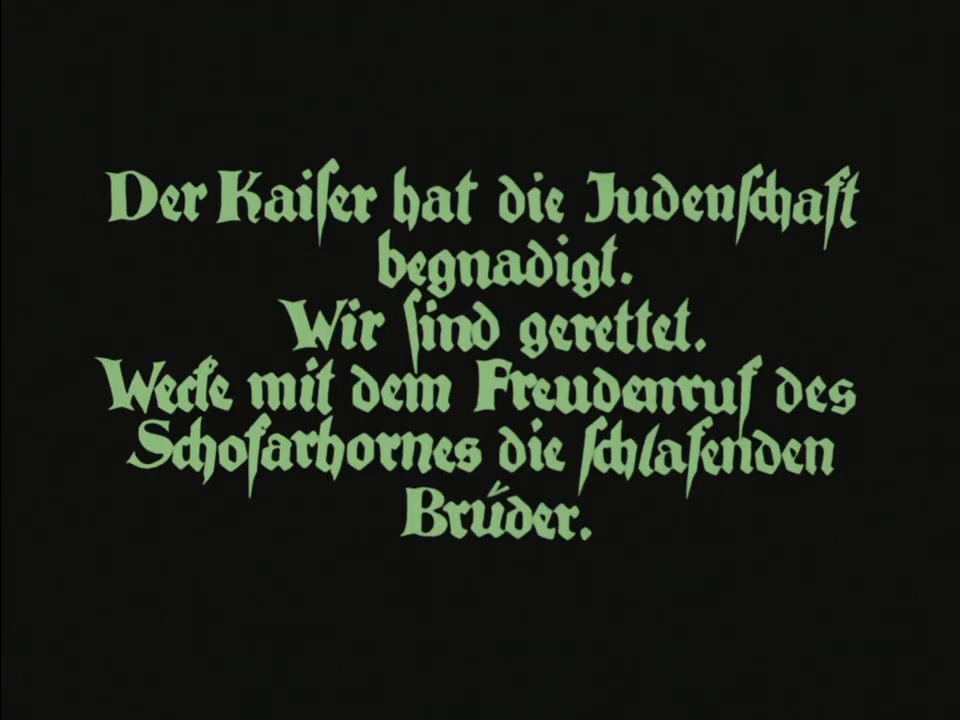 Der Kaiſer hat die Judenſchaft
begnadigt.
Wir ſind gerettet.
Wecke mit dem Freudenruf des
Schofarhornes die ſchlafenden
Brüder.